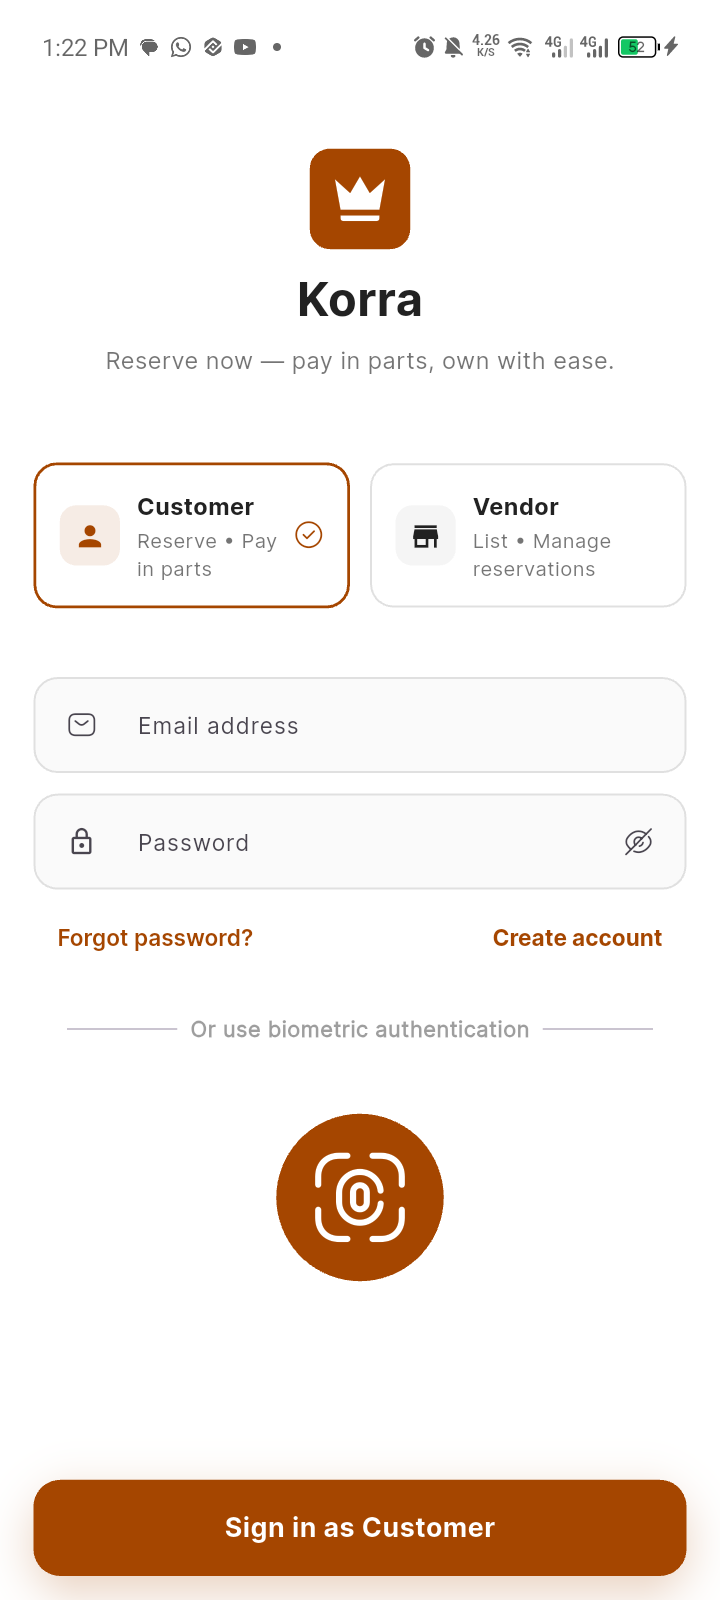 1:22 PM
4.26
K/S
4G
4G
52
Korra
Reserve now — pay in parts, own with ease.
Customer
Reserve • Pay
in parts
Vendor
List • Manage
reservations
Email address
Password
Forgot password?
Create account
Or use biometric authentication
Sign in as Customer